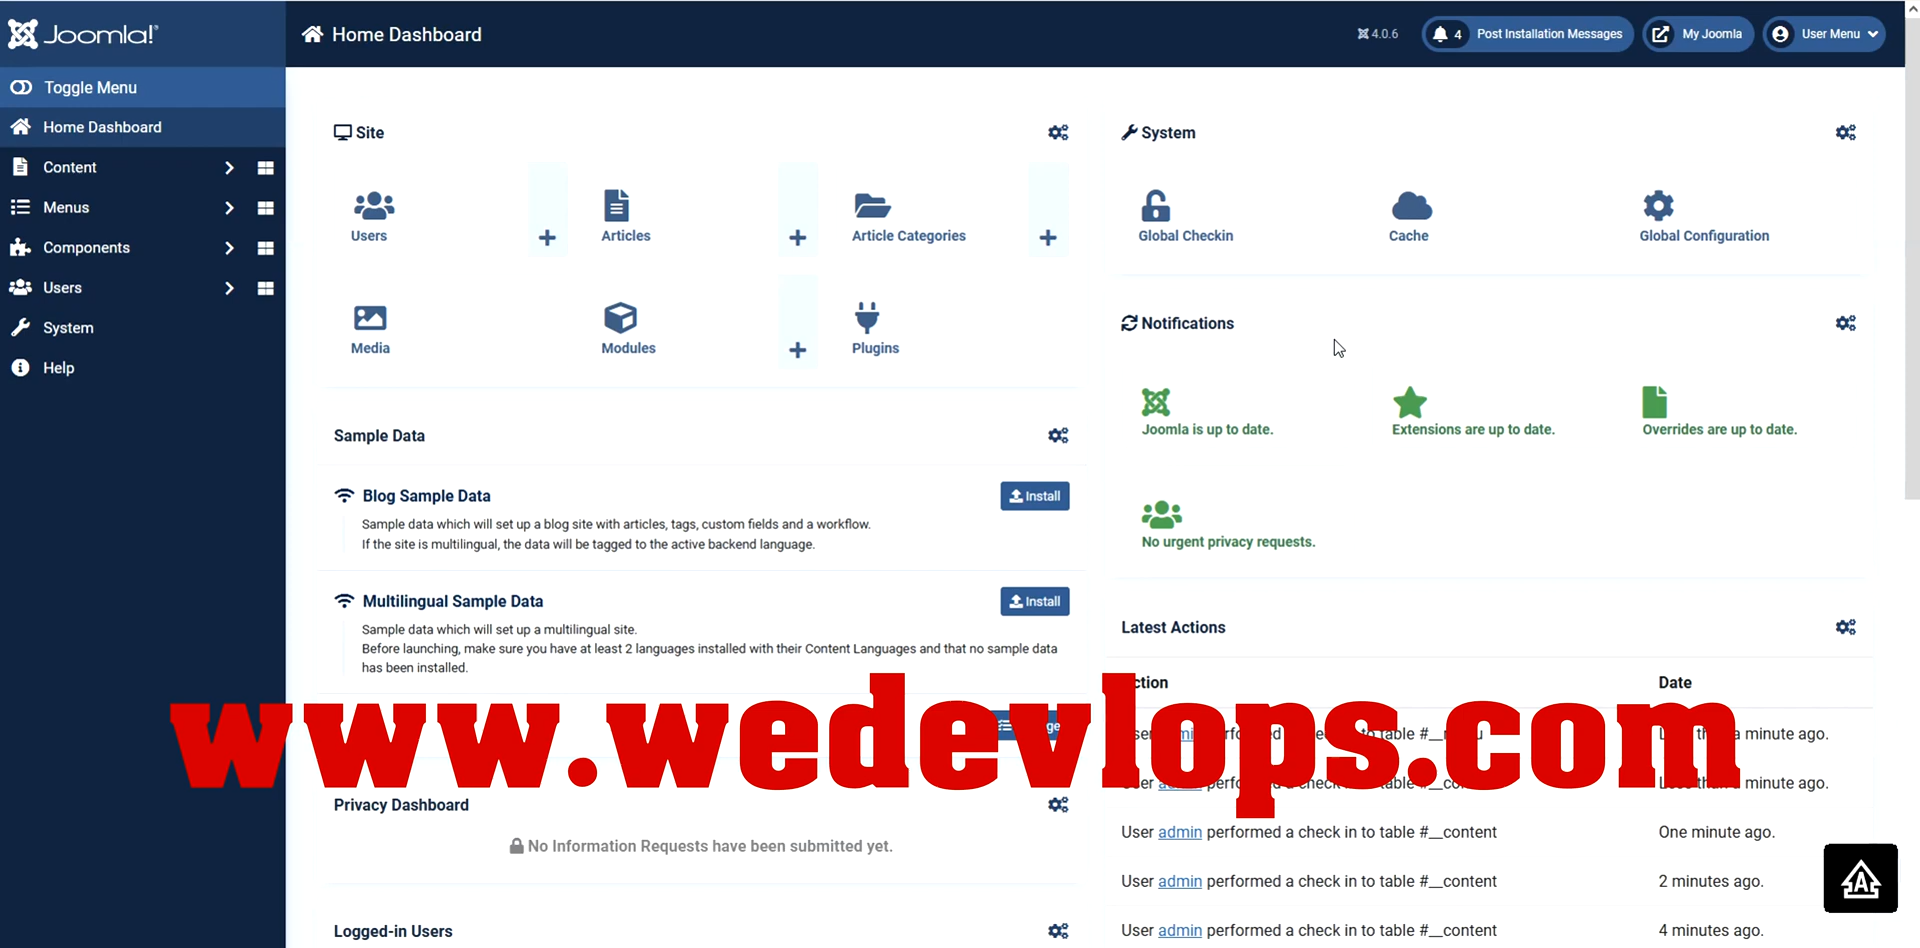 Joomla!
Home Dashboard
4.0.6
4 Post Installation Messages
My Joomla
User Menu
Toggle Menu
Home Dashboard
Content
Menus
Components
Users
System
Help
Site
Users
Articles
Article Categories
Media
Modules
Plugins
Sample Data
Blog Sample Data
Install
Sample data which will set up a blog site with articles, tags, custom fields and a workflow.
If the site is multilingual, the data will be tagged to the active backend language.
Multilingual Sample Data
Install
Sample data which will set up a multilingual site.
Before launching, make sure you have at least 2 languages installed with their Content Languages and that no sample data
has been installed.
Privacy Dashboard
No Information Requests have been submitted yet.
Logged-in Users
System
Global Checkin
Cache
Global Configuration
Notifications
Joomla is up to date.
Extensions are up to date.
Overrides are up to date.
No urgent privacy requests.
Latest Actions
Date
table #__
a minute ago.
minute ago.
User admin performed a check in to table #__content One minute ago.
User admin performed a check in to table #__content 2 minutes ago.
User admin performed a check in to table #__content 4 minutes ago.
www.wedevlops.com
A